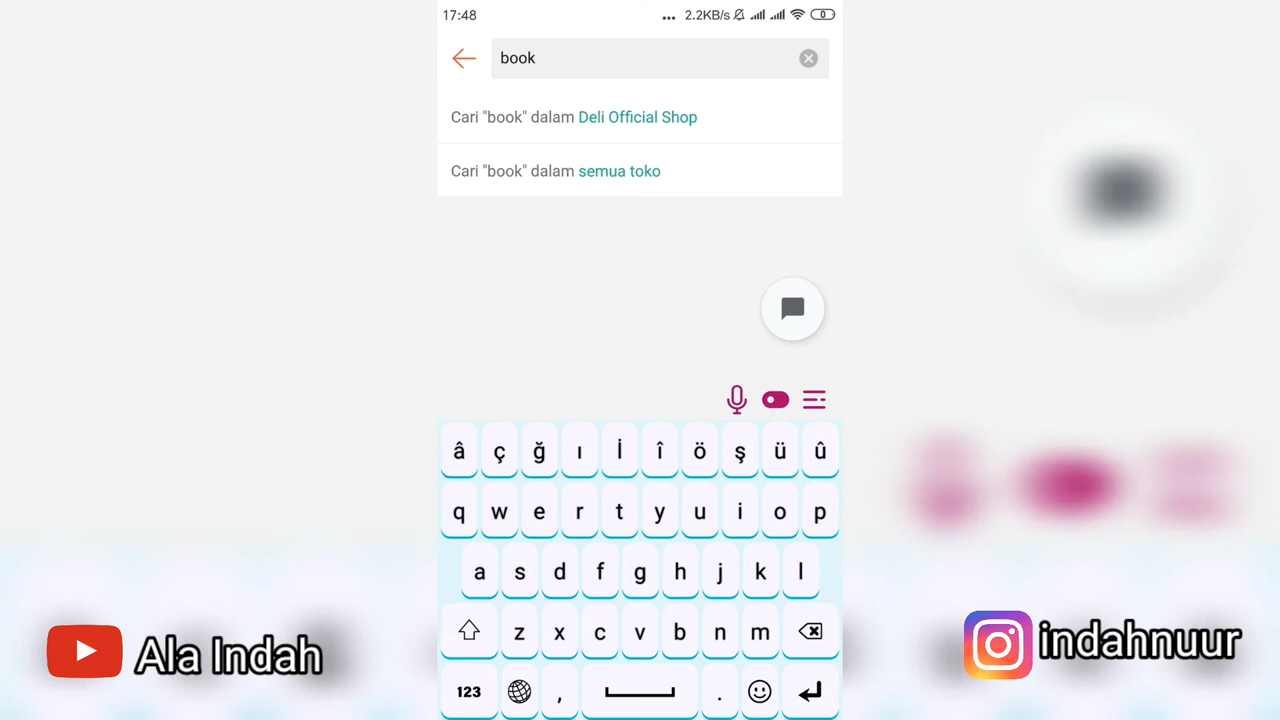 17:48
... 2.2KB/s 0
book
Cari "book" dalam Deli Official Shop
Cari "book" dalam semua toko
â ç ğ ı İ î ö ş ü û
q w e r t y u i o p
a s d f g h j k l
z x c v b n m
123 , .
Ala Indah
indahnuur